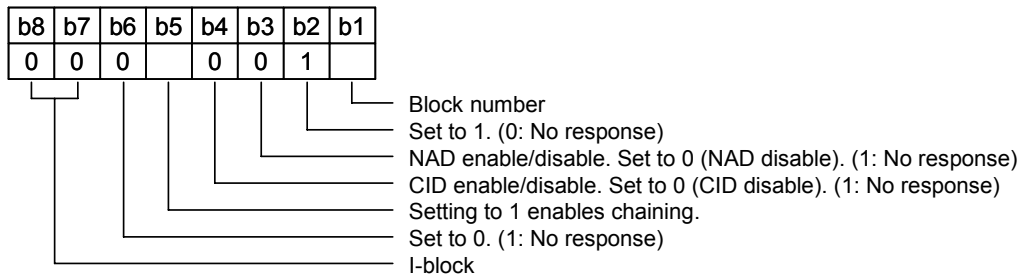 b8 b7 b6 b5 b4 b3 b2 b1
0 0 0 0 0 1
Block number
Set to 1. (0: No response)
NAD enable/disable. Set to 0 (NAD disable). (1: No response)
CID enable/disable. Set to 0 (CID disable). (1: No response)
Setting to 1 enables chaining.
Set to 0. (1: No response)
I-block